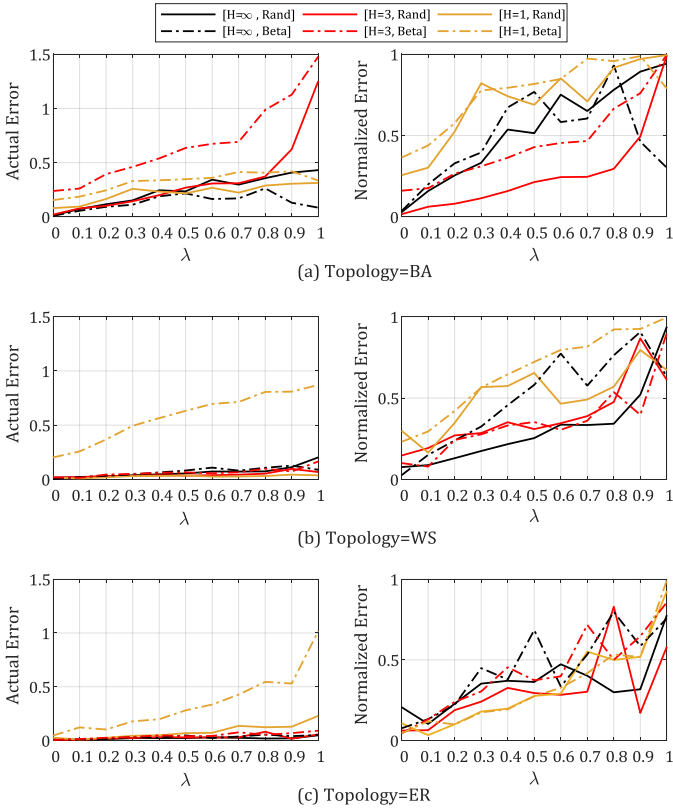 [H=∞ , Rand] [H=3, Rand] [H=1, Rand]
[H=∞ , Beta] [H=3, Beta] [H=1, Beta]
Actual Error
1.5
1
0.5
0
0 0.1 0.2 0.3 0.4 0.5 0.6 0.7 0.8 0.9 1
λ
Normalized Error
1
0.5
0
0 0.1 0.2 0.3 0.4 0.5 0.6 0.7 0.8 0.9 1
λ
(a) Topology=BA
Actual Error
1.5
1
0.5
0
0 0.1 0.2 0.3 0.4 0.5 0.6 0.7 0.8 0.9 1
λ
Normalized Error
1
0.5
0
0 0.1 0.2 0.3 0.4 0.5 0.6 0.7 0.8 0.9 1
λ
(b) Topology=WS
Actual Error
1.5
1
0.5
0
0 0.1 0.2 0.3 0.4 0.5 0.6 0.7 0.8 0.9 1
λ
Normalized Error
1
0.5
0
0 0.1 0.2 0.3 0.4 0.5 0.6 0.7 0.8 0.9 1
λ
(c) Topology=ER